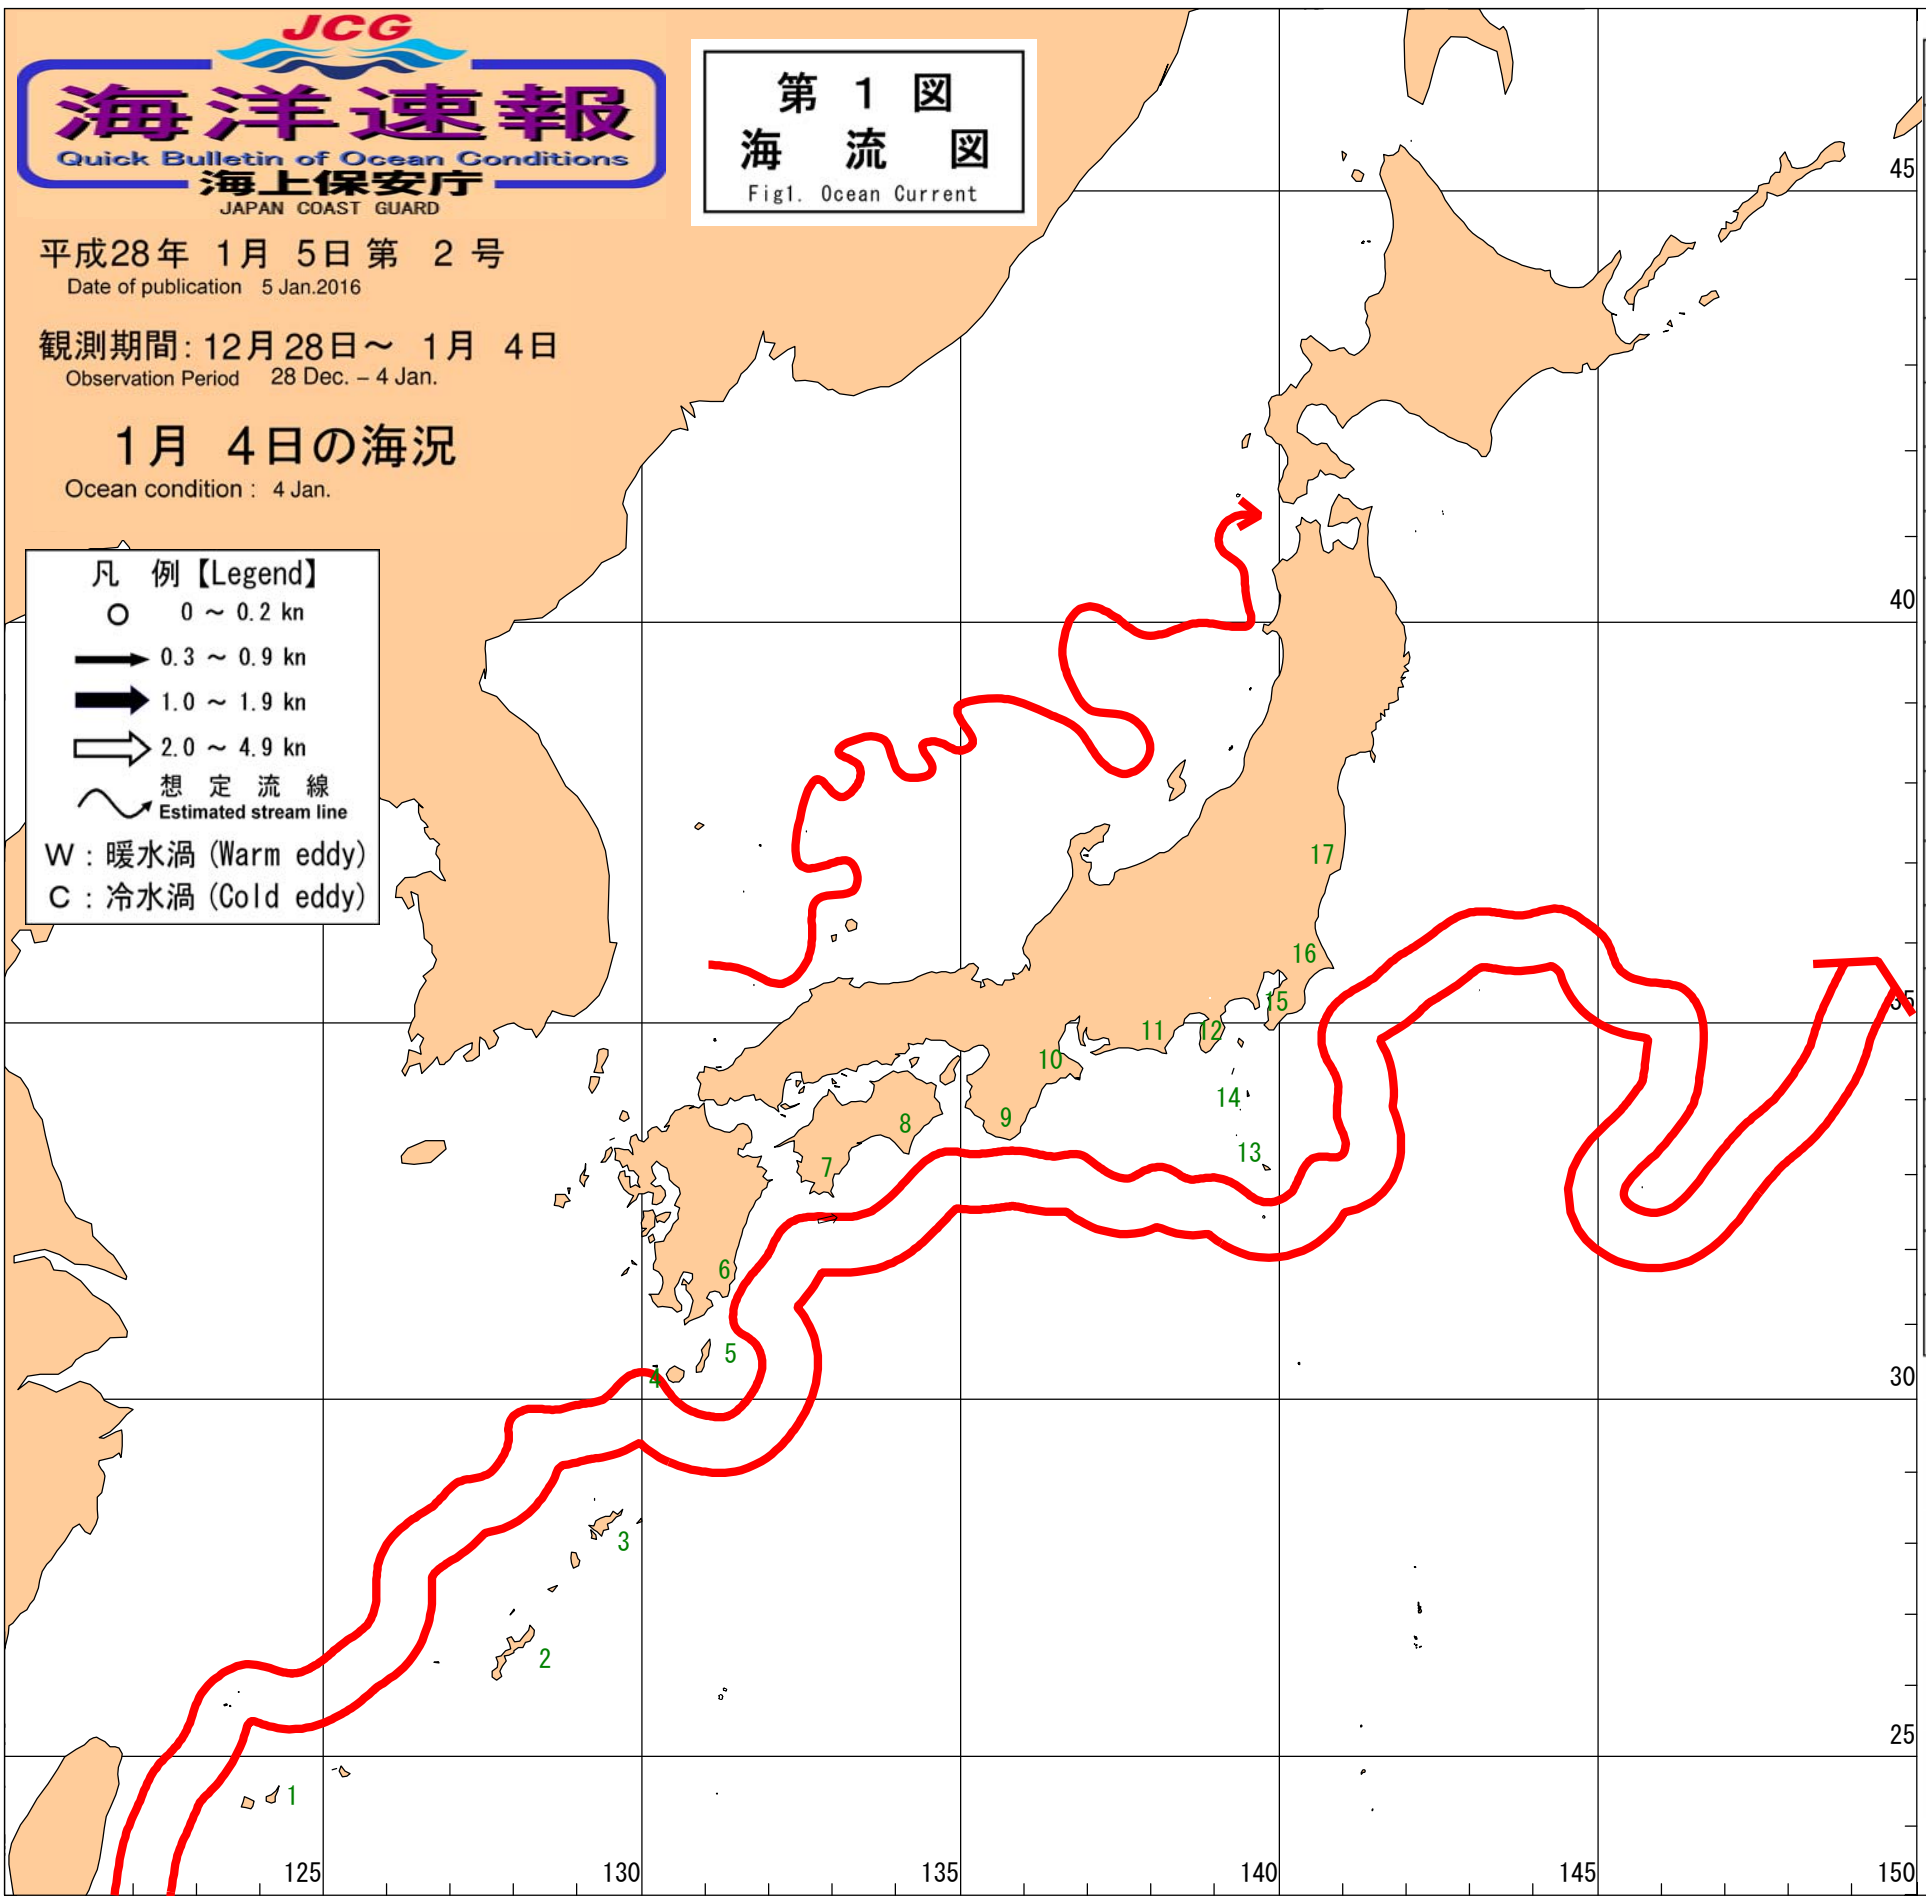 JCG
海洋速報
Quick Bulletin of Ocean Conditions
海上保安庁
JAPAN COAST GUARD
平成28年 1月 5日 第 2 号
Date of publication 5 Jan.2016
観測期間: 12月28日~ 1月 4日
Observation Period 28 Dec. – 4 Jan.
1月 4日の海況
Ocean condition : 4 Jan.
第 1 図
海 流 図
Fig1. Ocean Current
凡 例【Legend】
0 ~ 0.2 kn
0.3 ~ 0.9 kn
1.0 ~ 1.9 kn
2.0 ~ 4.9 kn
想 定 流 線
Estimated stream line
W : 暖水渦 (Warm eddy)
C : 冷水渦 (Cold eddy)
45
40
35
30
25
125
130
135
140
145
150
17
16
15
12
11
10
14
9
8
13
7
6
5
4
3
2
1